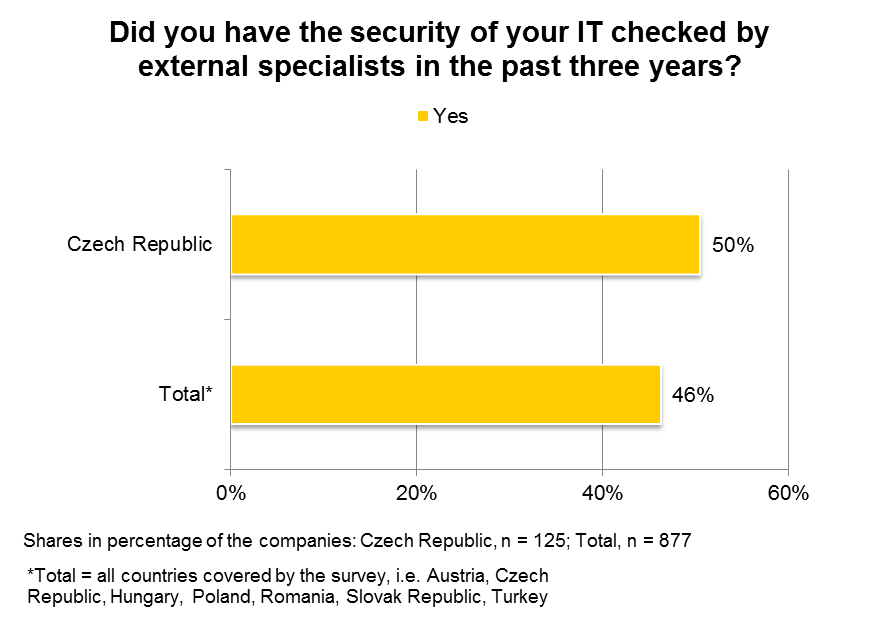 Did you have the security of your IT checked by
external specialists in the past three years?
Yes
Czech Republic
50%
Total*
46%
0%
20%
40%
60%
Shares in percentage of the companies: Czech Republic, n = 125; Total, n = 877
*Total = all countries covered by the survey, i.e. Austria, Czech
Republic, Hungary, Poland, Romania, Slovak Republic, Turkey